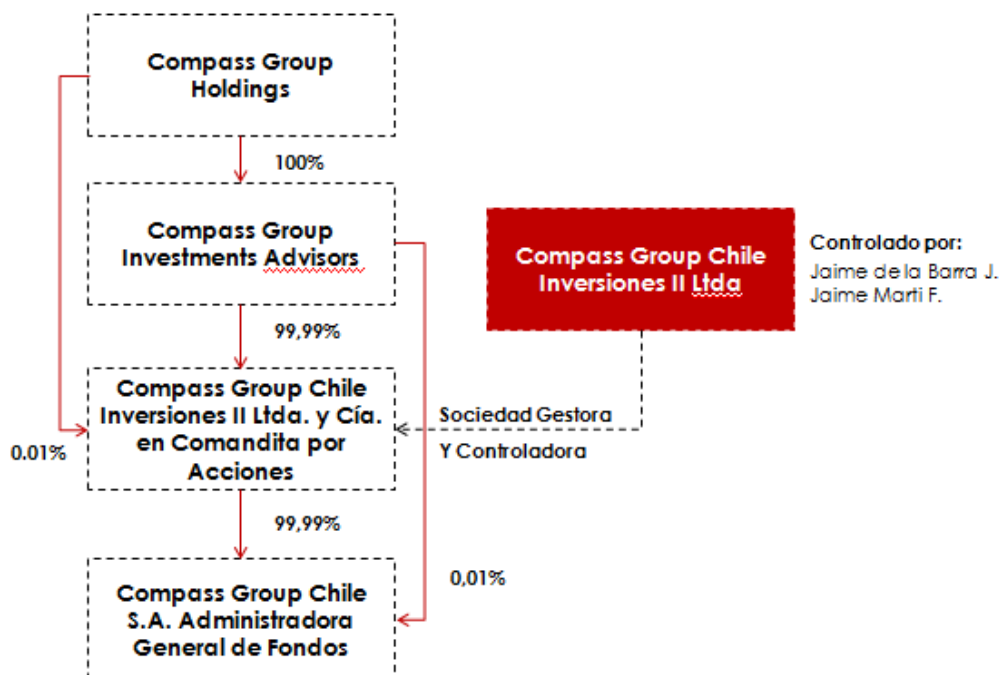 Compass Group
Holdings
100%
Compass Group
Investments Advisors
Compass Group Chile
Inversiones II Ltda
Controlado por:
Jaime de la Barra J.
Jaime Marti F.
99,99%
Compass Group Chile
Inversiones II Ltda. y Cía.
en Comandita por
Acciones
Sociedad Gestora
Y Controladora
0.01%
99,99%
0,01%
Compass Group Chile
S.A. Administradora
General de Fondos